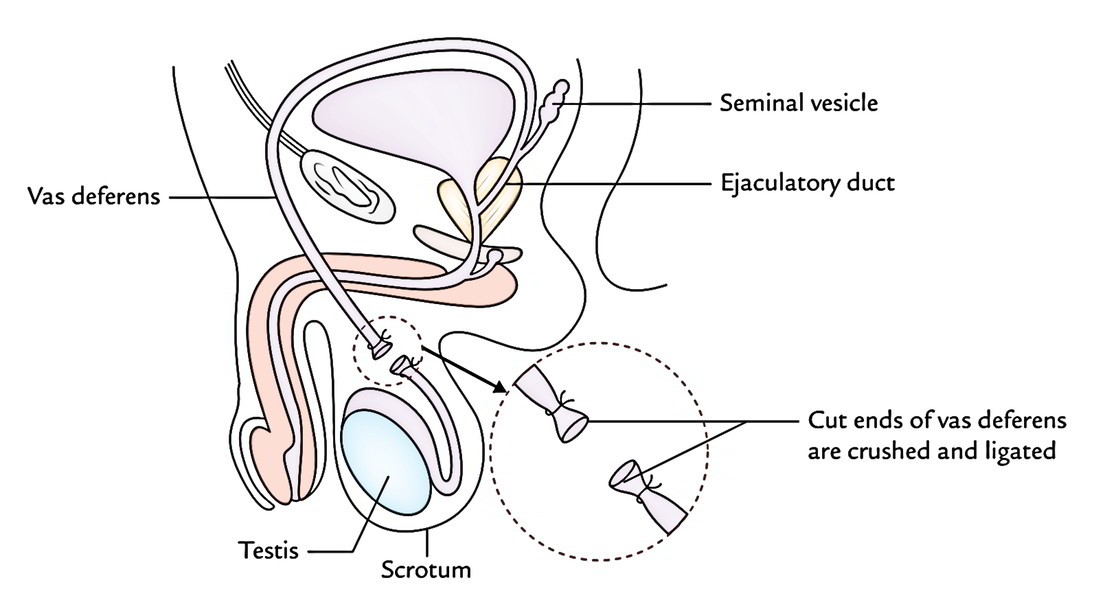 Seminal vesicle
Ejaculatory duct
Vas deferens
Cut ends of vas deferens
are crushed and ligated
Testis
Scrotum